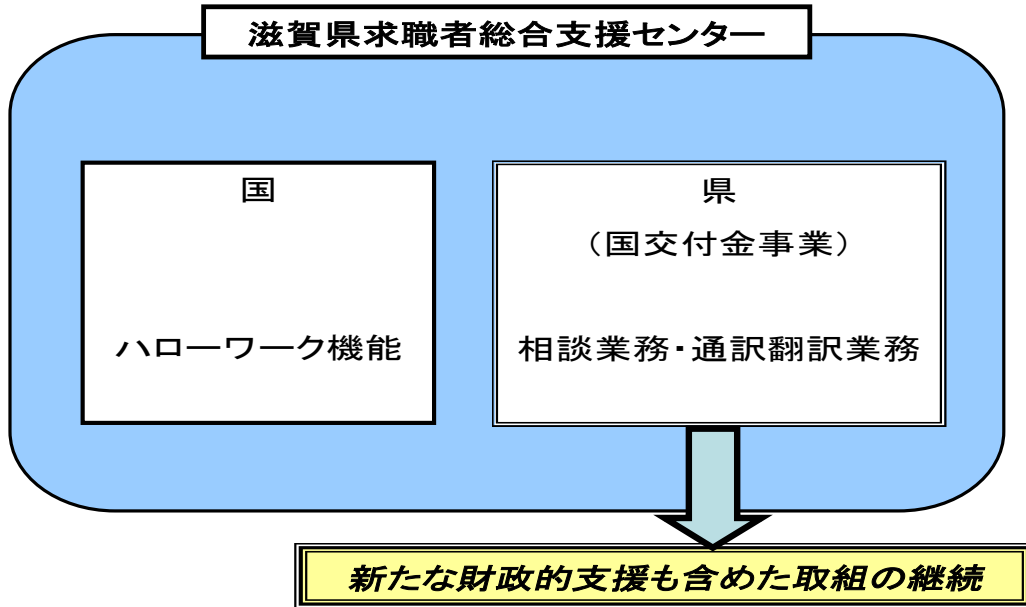 滋賀県求職者総合支援センター
国
ハローワーク機能
県
（国交付金事業）
相談業務・通訳翻訳業務
新たな財政的支援も含めた取組の継続